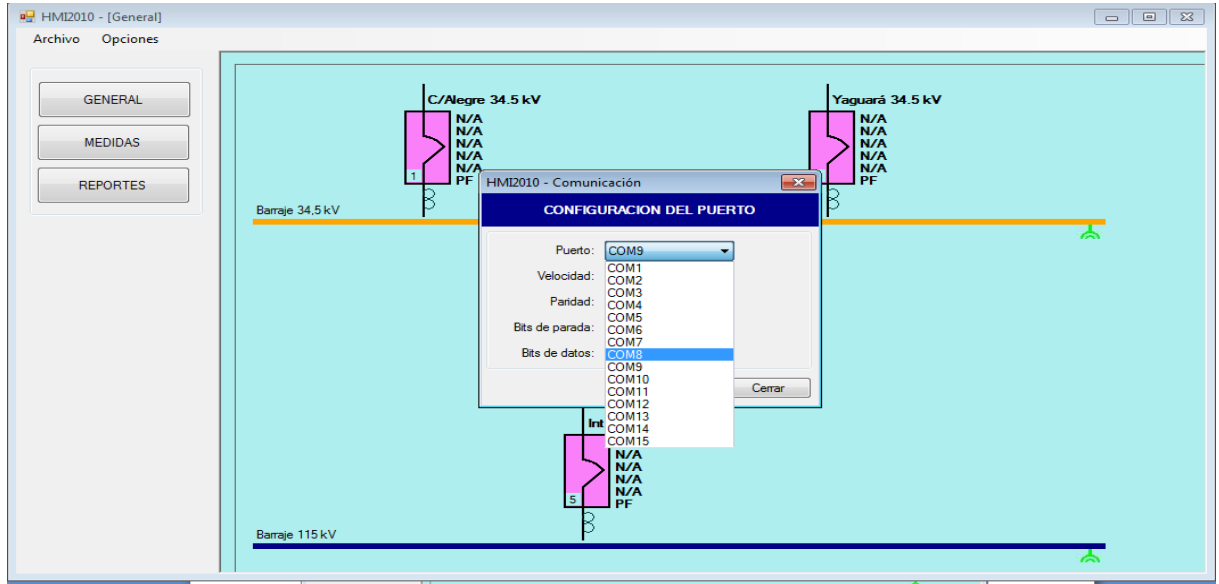 HMI2010 - [General]
Archivo Opciones
GENERAL
MEDIDAS
REPORTES
C/Alegre 34.5 kV
N/A
N/A
N/A
N/A
N/A
PF
1
Yaguará 34.5 kV
N/A
N/A
N/A
N/A
N/A
PF
Barraje 34,5 kV
HMI2010 - Comunicación
CONFIGURACION DEL PUERTO
Puerto: COM9
Velocidad:
Paridad:
Bits de parada:
Bits de datos:
COM1
COM2
COM3
COM4
COM5
COM6
COM7
COM8
COM9
COM10
COM11
COM12
COM13
COM14
COM15
Cerrar
Int
N/A
N/A
N/A
N/A
PF
5
Barraje 115 kV